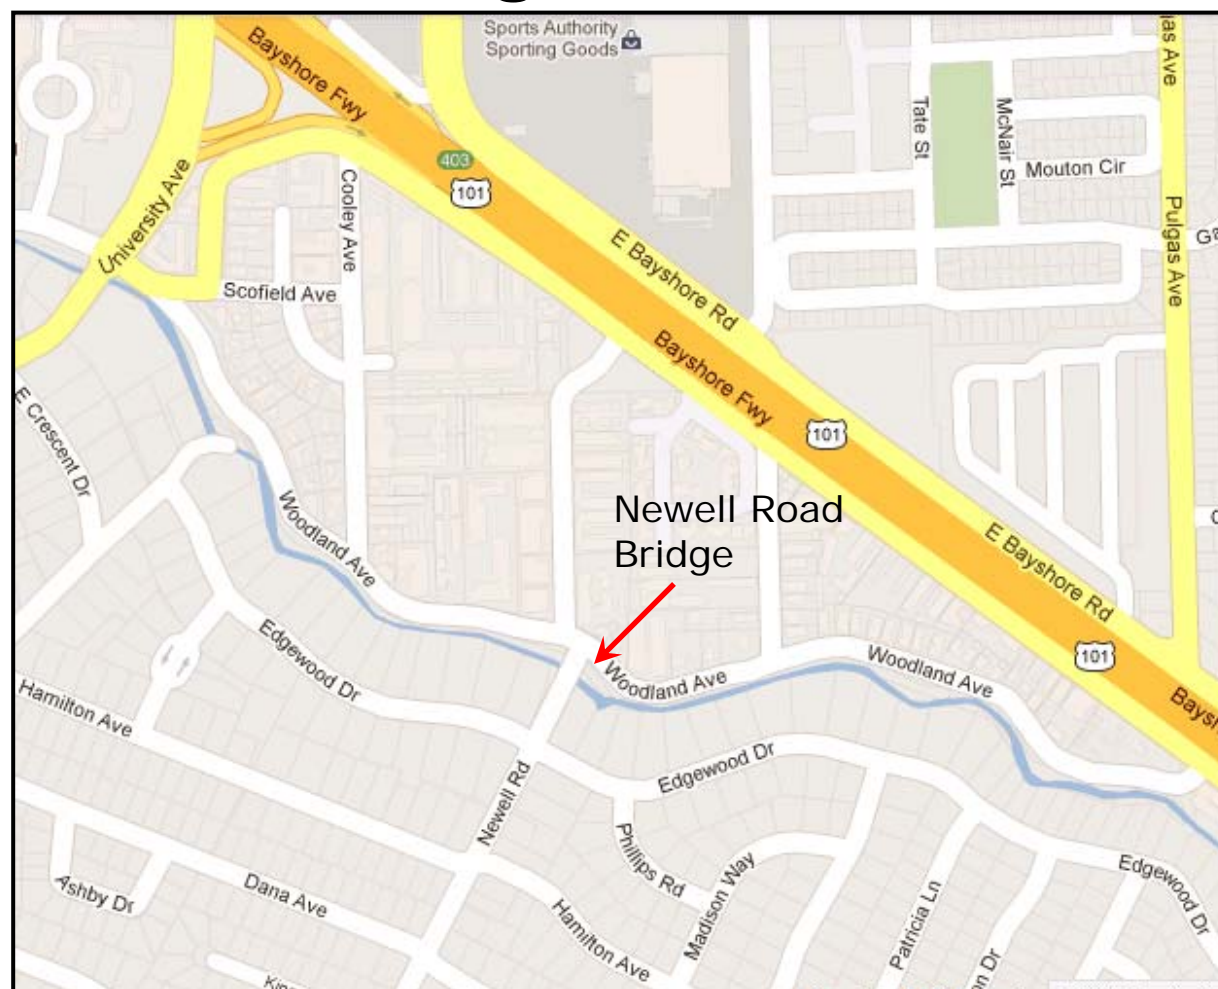 Sports Authority
Sporting Goods
Bayshore Fwy
403
101
University Ave
Cooley Ave
Tate St
McNair St
Mouton Cir
Pulgas Ave
E Bayshore Rd
Scofield Ave
Bayshore Fwy
101
E Crescent Dr
Newell Road
Bridge
Woodland Ave
E Bayshore Rd
101
Edgewood Dr
Woodland Ave
Woodland Ave
Hamilton Ave
Edgewood Dr
Newell Rd
Phillips Rd
Madison Way
Edgewood Dr
Ashby Dr
Dana Ave
Hamilton Ave
Patricia Ln